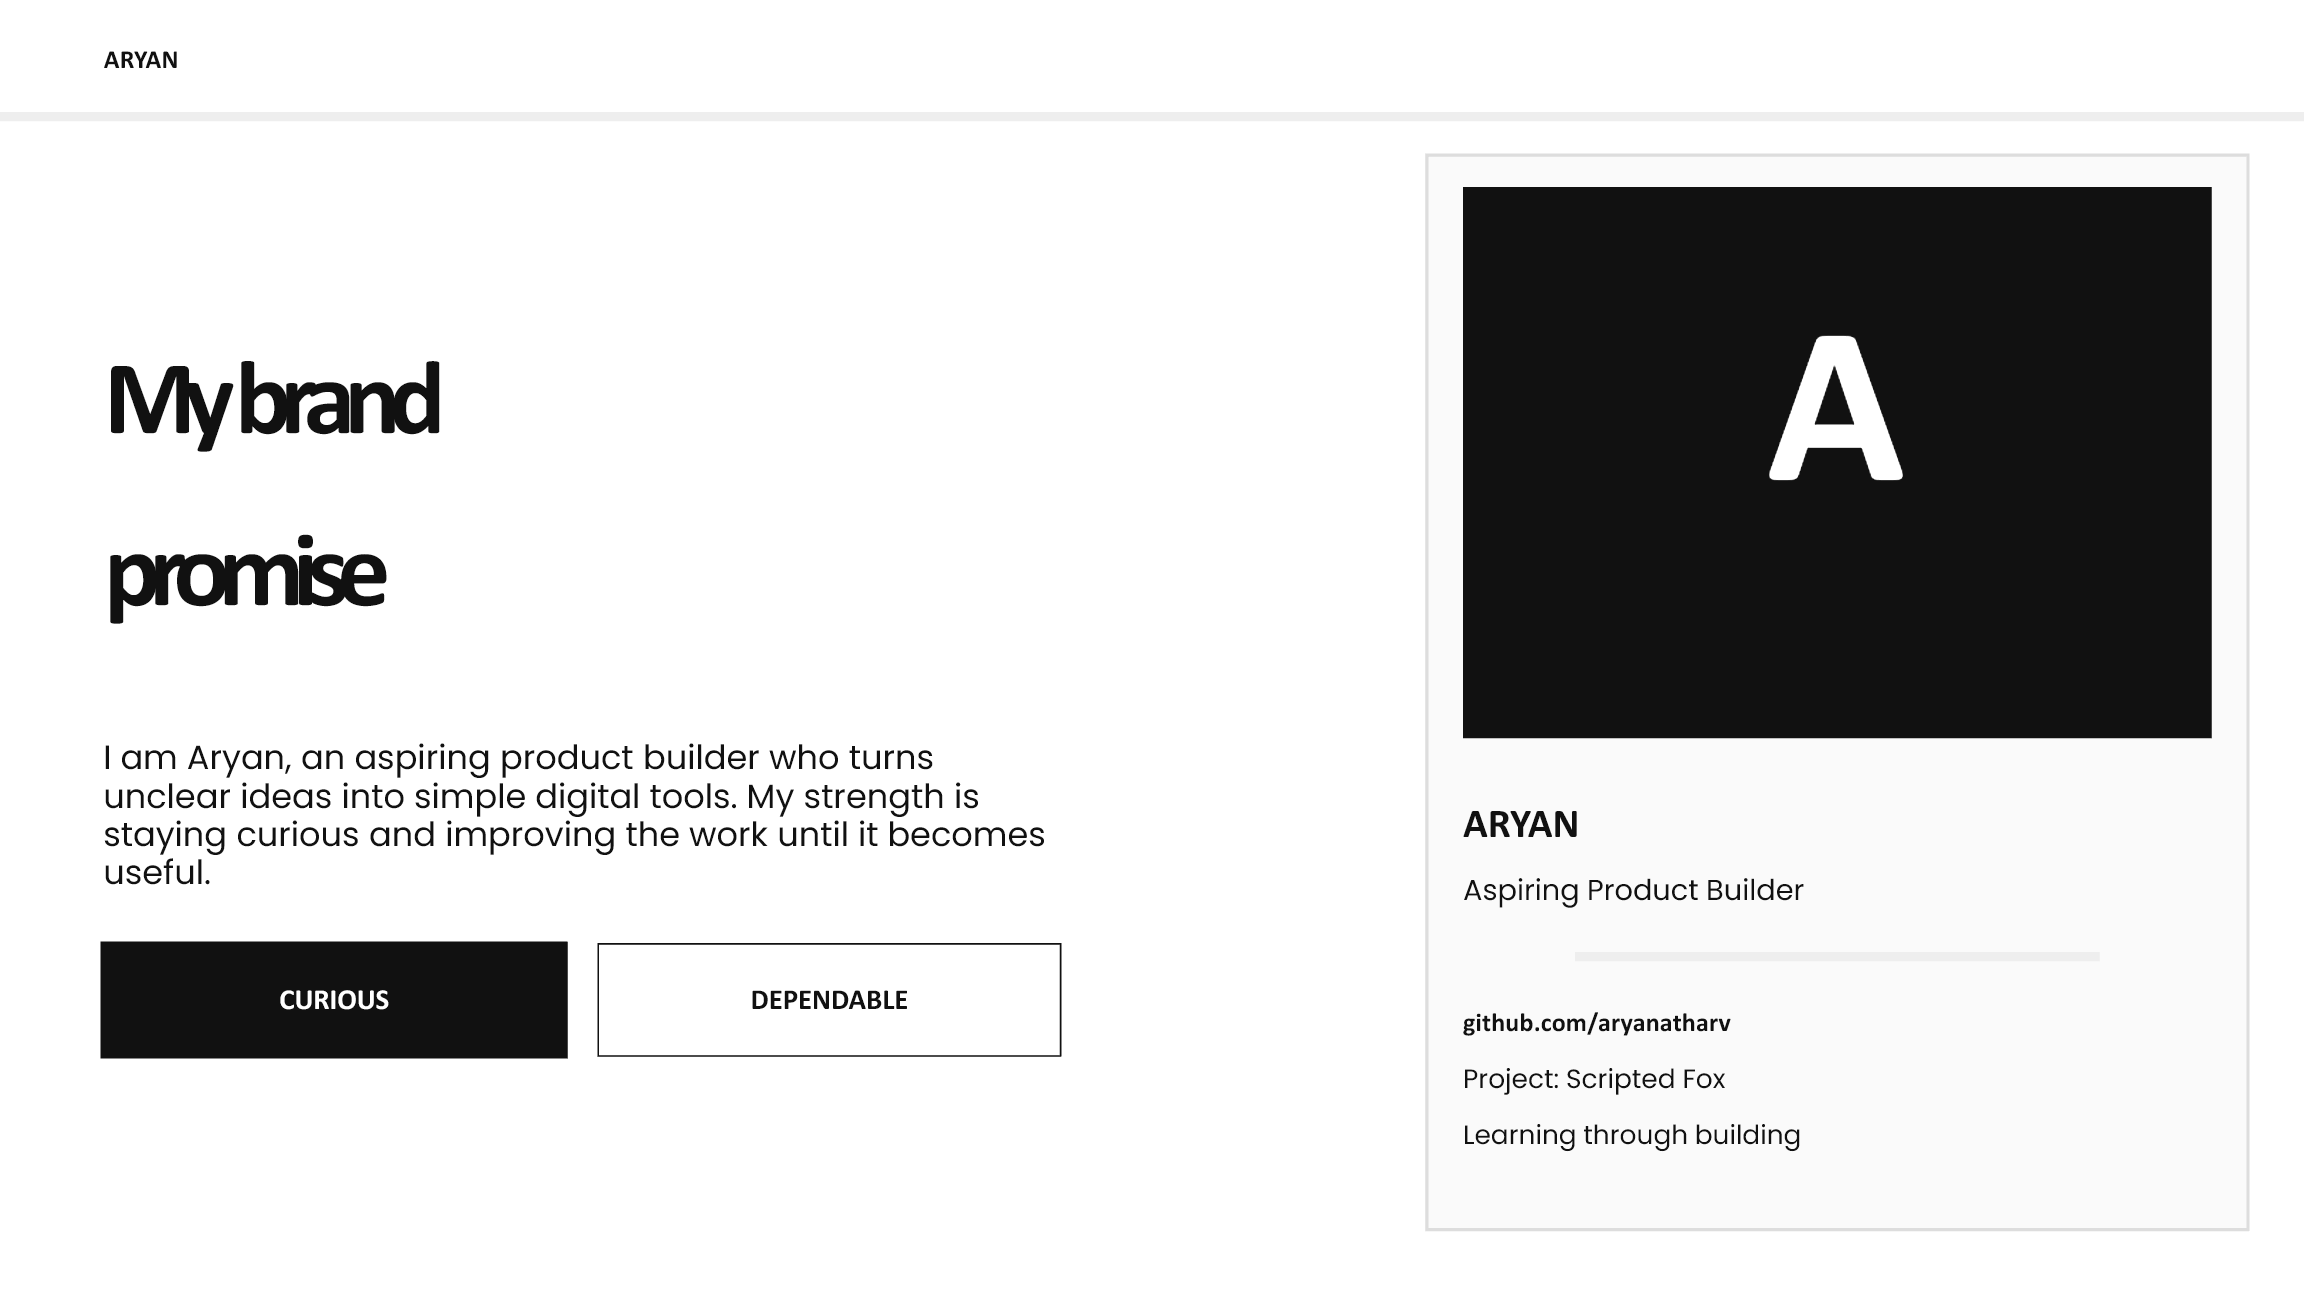 ARYAN
My brand
promise
I am Aryan, an aspiring product builder who turns
unclear ideas into simple digital tools. My strength is
staying curious and improving the work until it becomes
useful.
CURIOUS
DEPENDABLE
A
ARYAN
Aspiring Product Builder
github.com/aryanatharv
Project: Scripted Fox
Learning through building